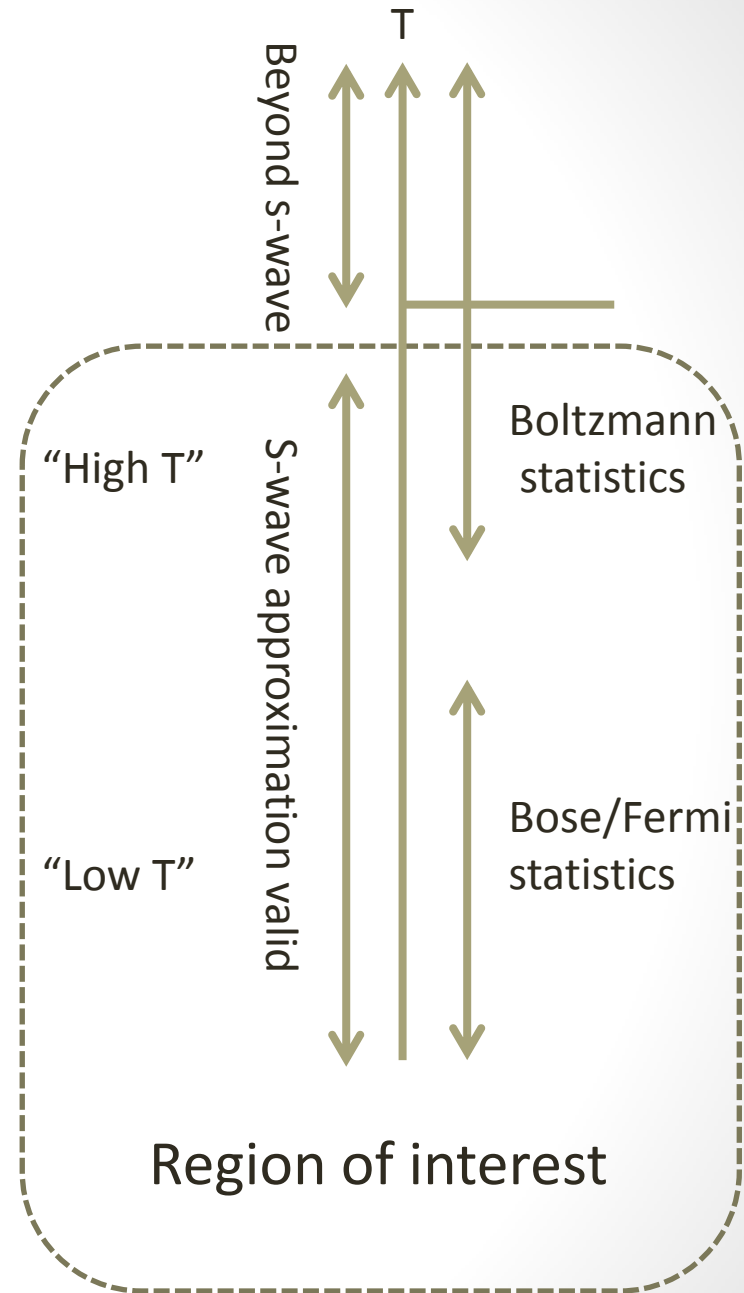 T
Beyond s-wave
“High T”
S-wave approximation valid
Boltzmann
statistics
“Low T”
Bose/Fermi
statistics
Region of interest